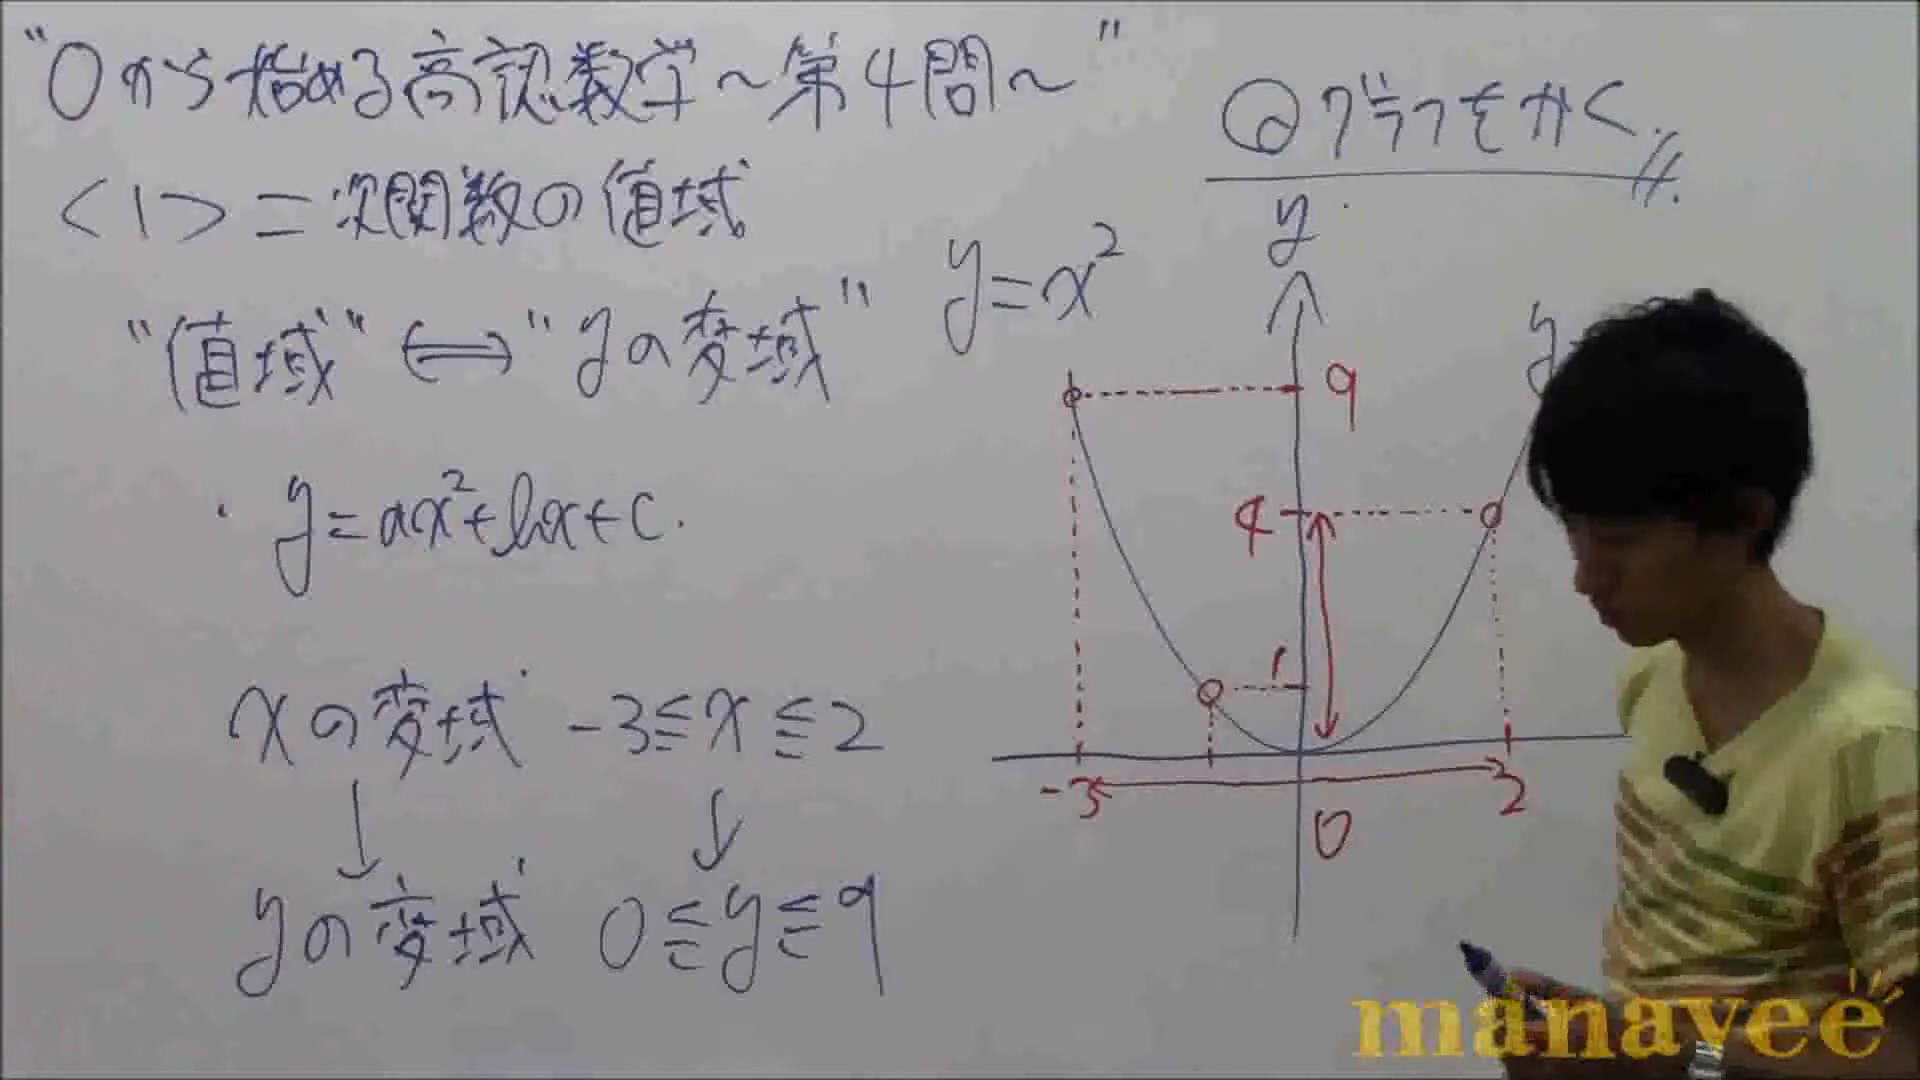 "0から始める高認数学～第4問～"
<1> 二次関数の値域
"値域" ⇔ "yの変域"
・y=ax²+bx+c.
xの変域 -3≦x≦2
↓ ↓
yの変域 0≦y≦9
◎グラフをかく
y=x²
y
y
9
4
1
-3
2
0
manavee